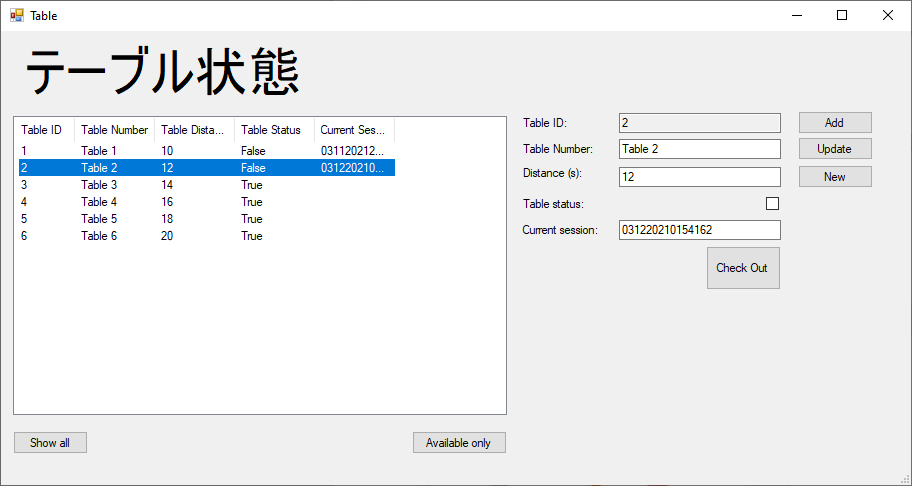 Table
テーブル状態
Table ID Table Number Table Dista... Table Status Current Ses...
1 Table 1 10 False 031120212...
2 Table 2 12 False 031220210...
3 Table 3 14 True
4 Table 4 16 True
5 Table 5 18 True
6 Table 6 20 True
Show all
Available only
Table ID: 2 Add
Table Number: Table 2 Update
Distance (s): 12 New
Table status:
Current session: 031220210154162
Check Out